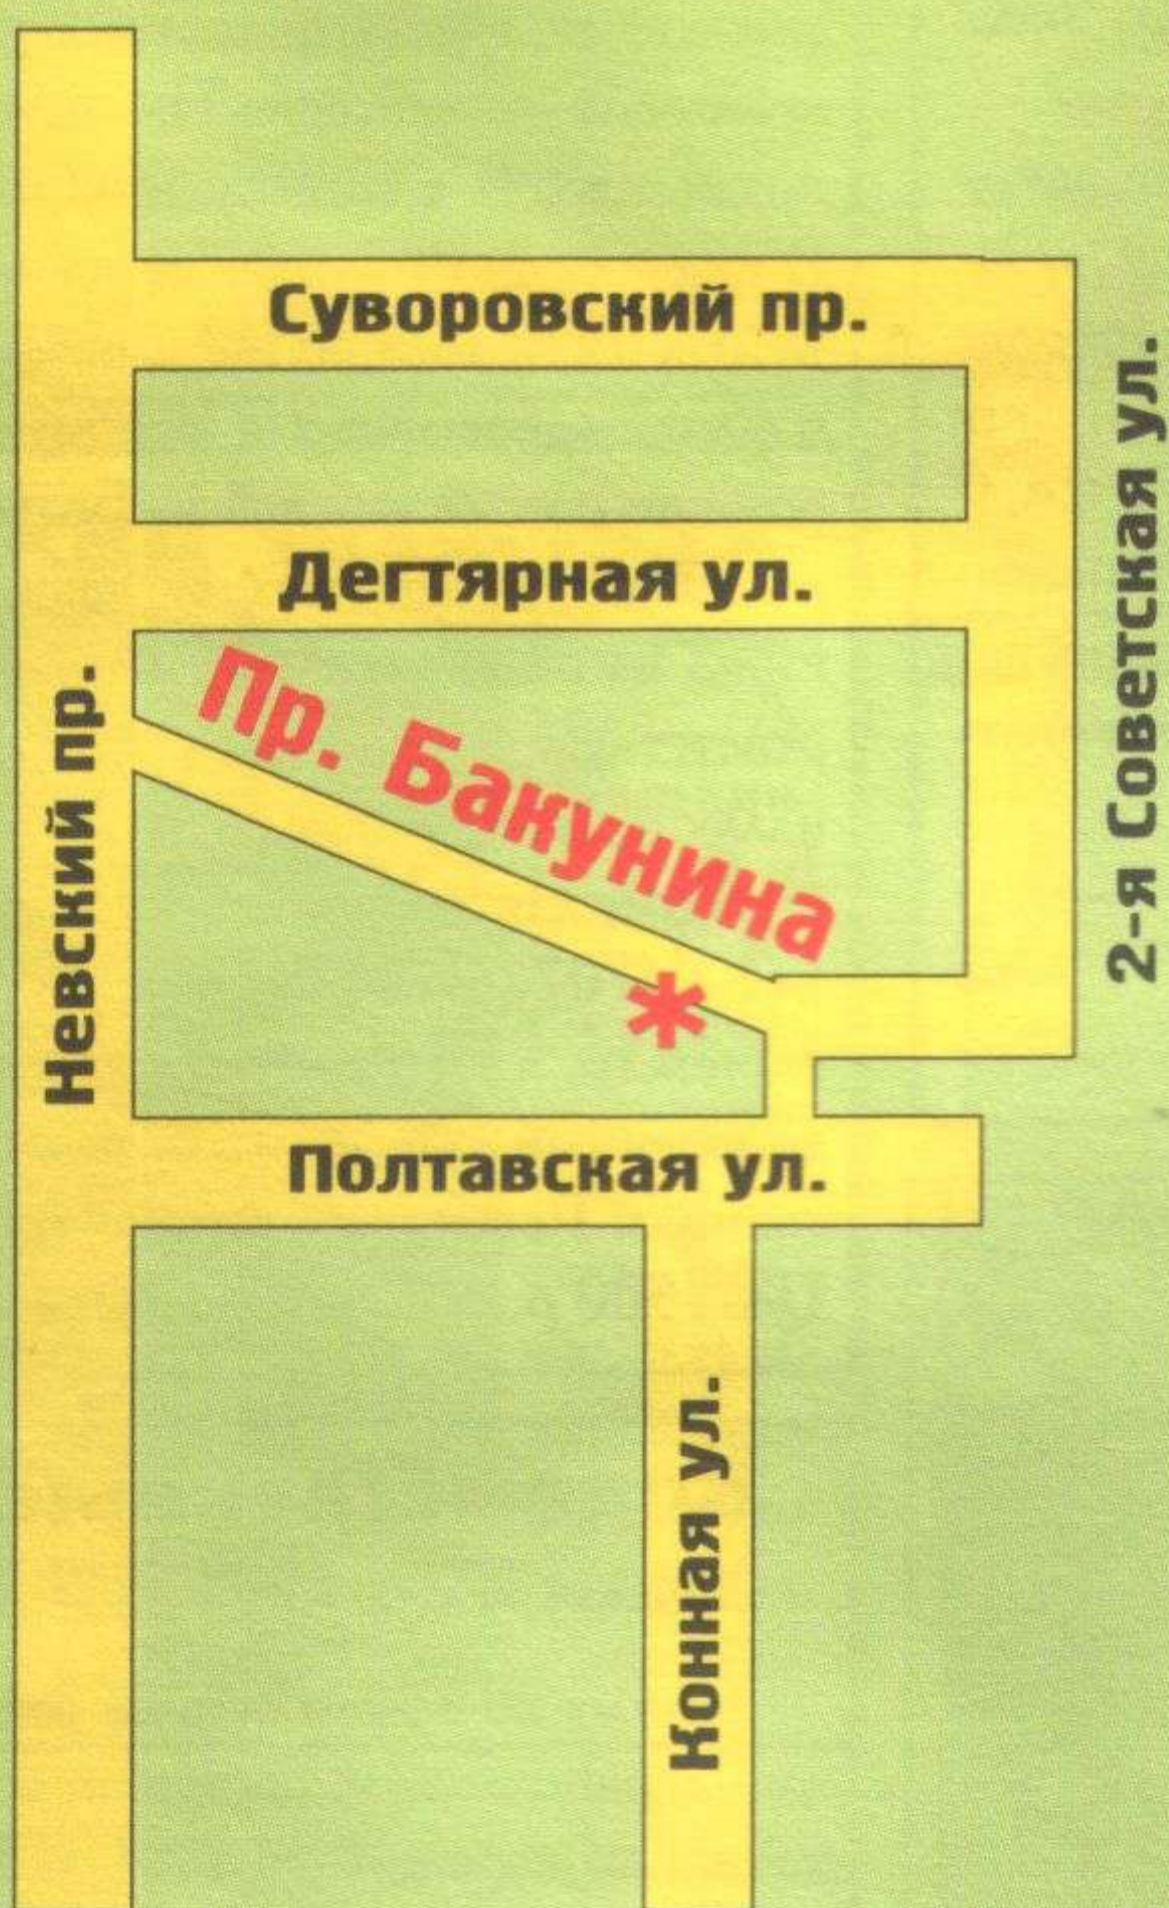 Суворовский пр.
2-я Советская ул.
Дегтярная ул.
Невский пр.
Пр. Бакунина
*
Полтавская ул.
Конная ул.